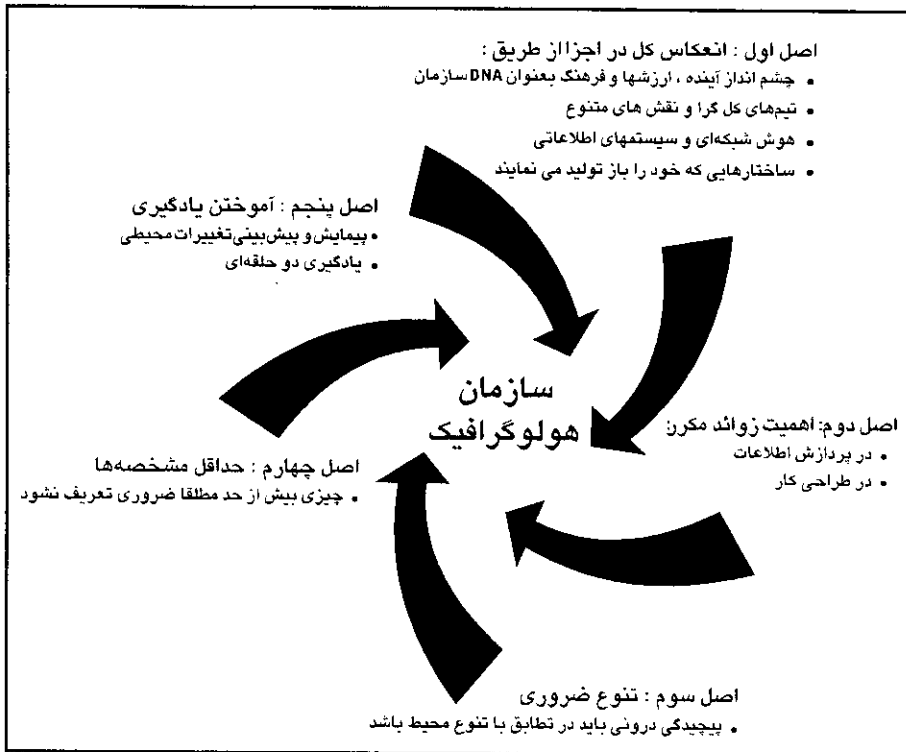 اصل اول : انعکاس کل در اجزا از طریق :
• چشم انداز آینده ، ارزشها و فرهنگ بعنوان DNA سازمان
• تیم‌های کل گرا و نقش های متنوع
• هوش شبکه‌ای و سیستمهای اطلاعاتی
• ساختارهایی که خود را باز تولید می نمایند
اصل دوم: اهمیت زوائد مکرر:
• در پردازش اطلاعات
• در طراحی کار
اصل سوم : تنوع ضروری
• پیچیدگی درونی باید در تطابق با تنوع محیط باشد
اصل چهارم : حداقل مشخصه‌ها
• چیزی بیش از حد مطلقا ضروری تعریف نشود
اصل پنجم : آموختن یادگیری
• پیمایش و پیش‌بینی تغییرات محیطی
• یادگیری دو حلقه‌ای
سازمان
هولوگرافیک